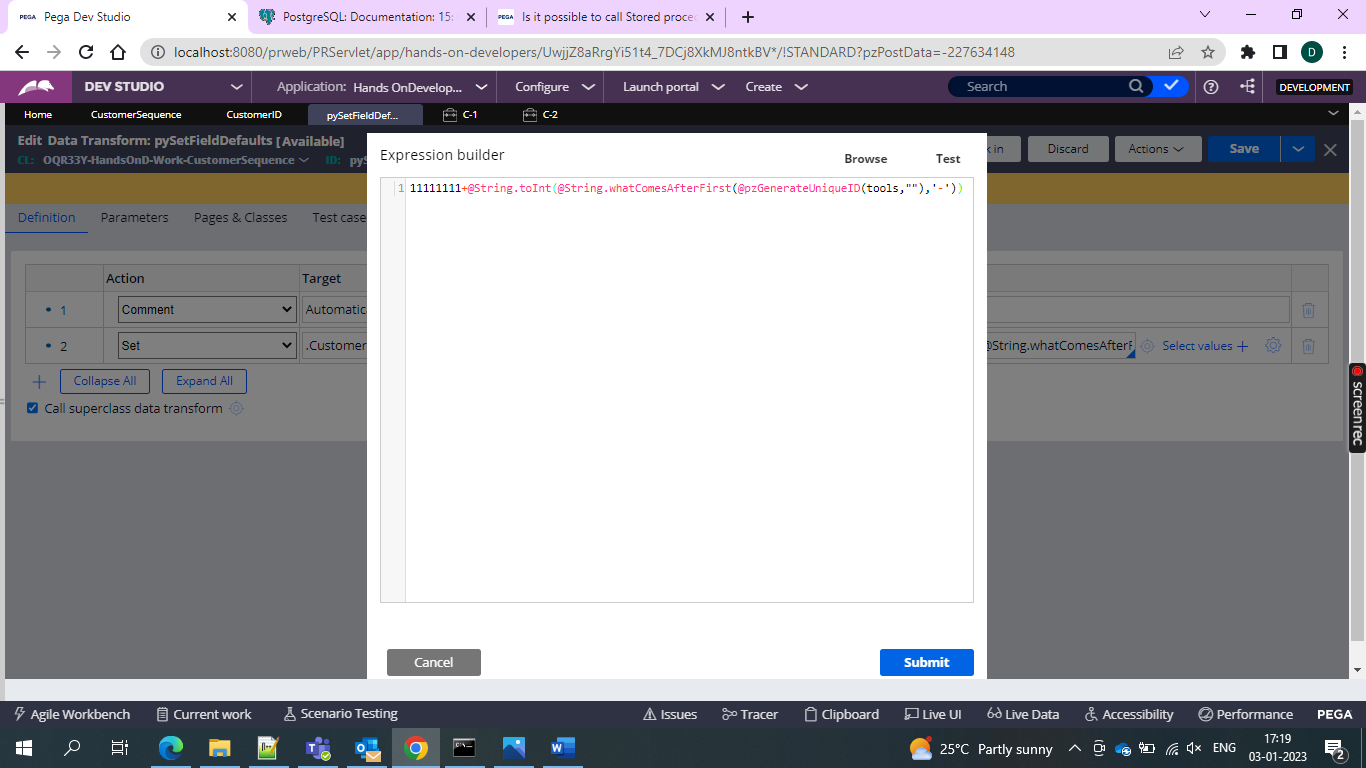 PEGA Pega Dev Studio
PostgreSQL: Documentation: 15:
PEGA Is it possible to call Stored proce
localhost:8080/prweb/PRServlet/app/hands-on-developers/UwjjZ8aRrgYi51t4_7DCj8XkMJ8ntkBV*/!STANDARD?pzPostData=-227634148
D
DEV STUDIO
Application: Hands OnDevelop...
Configure
Launch portal
Create
Search
DEVELOPMENT
Home
CustomerSequence
CustomerID
pySetFieldDef...
C-1
C-2
Edit Data Transform: pySetFieldDefaults [Available]
CL: OQR33Y-HandsOnD-Work-CustomerSequence
ID: pyS
k in
Discard
Actions
Save
Definition
Parameters
Pages & Classes
Test case
Action
Target
1
Comment
Automatic
2
Set
.Customer
@String.whatComesAfterF
Select values
Collapse All
Expand All
Call superclass data transform
Expression builder
Browse
Test
1 11111111+@String.toInt(@String.whatComesAfterFirst(@pzGenerateUniqueID(tools,""),'-'))
Cancel
Submit
screenrec
Agile Workbench
Current work
Scenario Testing
Issues
Tracer
Clipboard
Live UI
Live Data
Accessibility
Performance
PEGA
25°C Partly sunny
ENG
17:19
03-01-2023
2